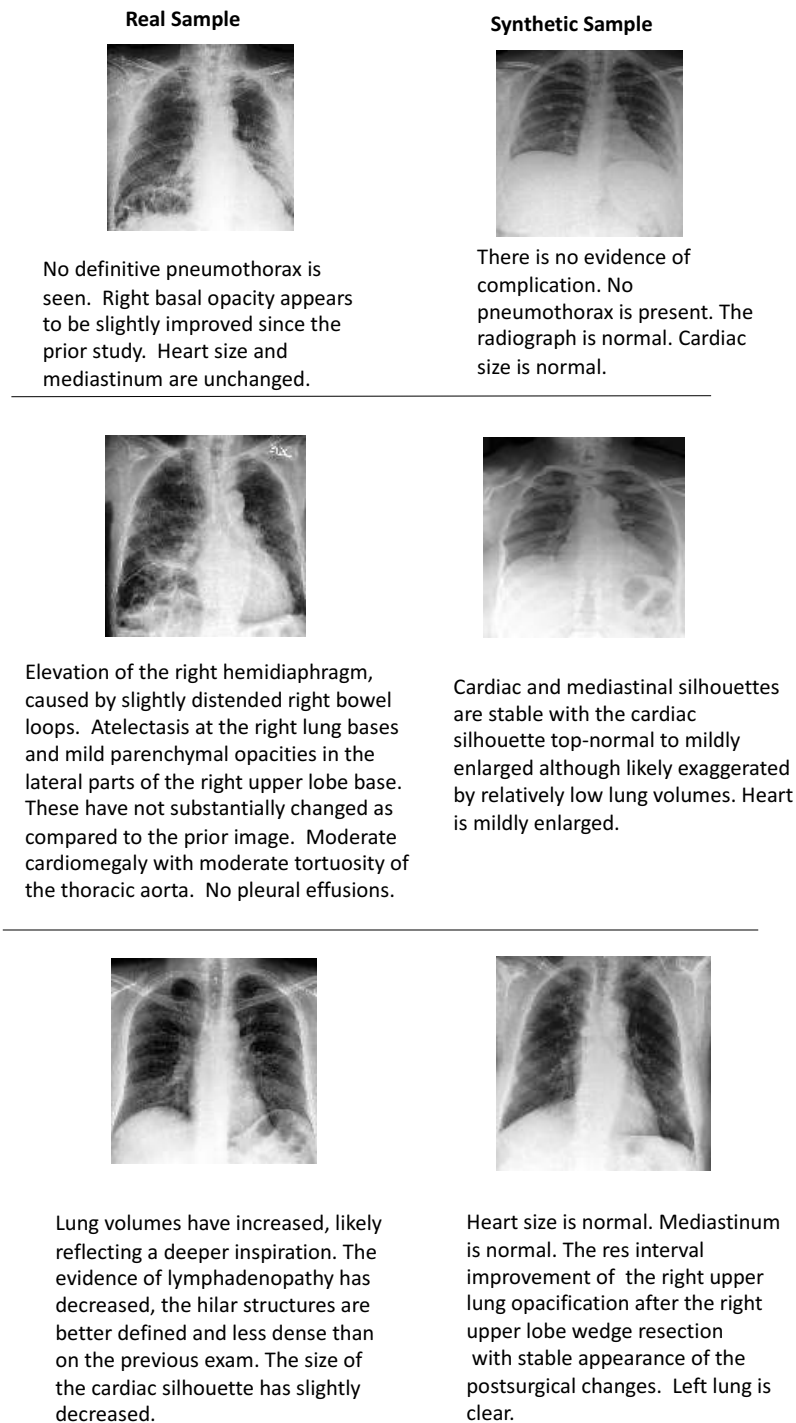 Real Sample
Synthetic Sample
No definitive pneumothorax is
seen.  Right basal opacity appears
to be slightly improved since the
prior study.  Heart size and
mediastinum are unchanged.
There is no evidence of
complication. No
pneumothorax is present. The
radiograph is normal. Cardiac
size is normal.
Elevation of the right hemidiaphragm,
caused by slightly distended right bowel
loops.  Atelectasis at the right lung bases
and mild parenchymal opacities in the
lateral parts of the right upper lobe base.
These have not substantially changed as
compared to the prior image.  Moderate
cardiomegaly with moderate tortuosity of
the thoracic aorta.  No pleural effusions.
Cardiac and mediastinal silhouettes
are stable with the cardiac
silhouette top-normal to mildly
enlarged although likely exaggerated
by relatively low lung volumes. Heart
is mildly enlarged.
Lung volumes have increased, likely
reflecting a deeper inspiration. The
evidence of lymphadenopathy has
decreased, the hilar structures are
better defined and less dense than
on the previous exam. The size of
the cardiac silhouette has slightly
decreased.
Heart size is normal. Mediastinum
is normal. The res interval
improvement of  the right upper
lung opacification after the right
upper lobe wedge resection
with stable appearance of the
postsurgical changes.  Left lung is
clear.